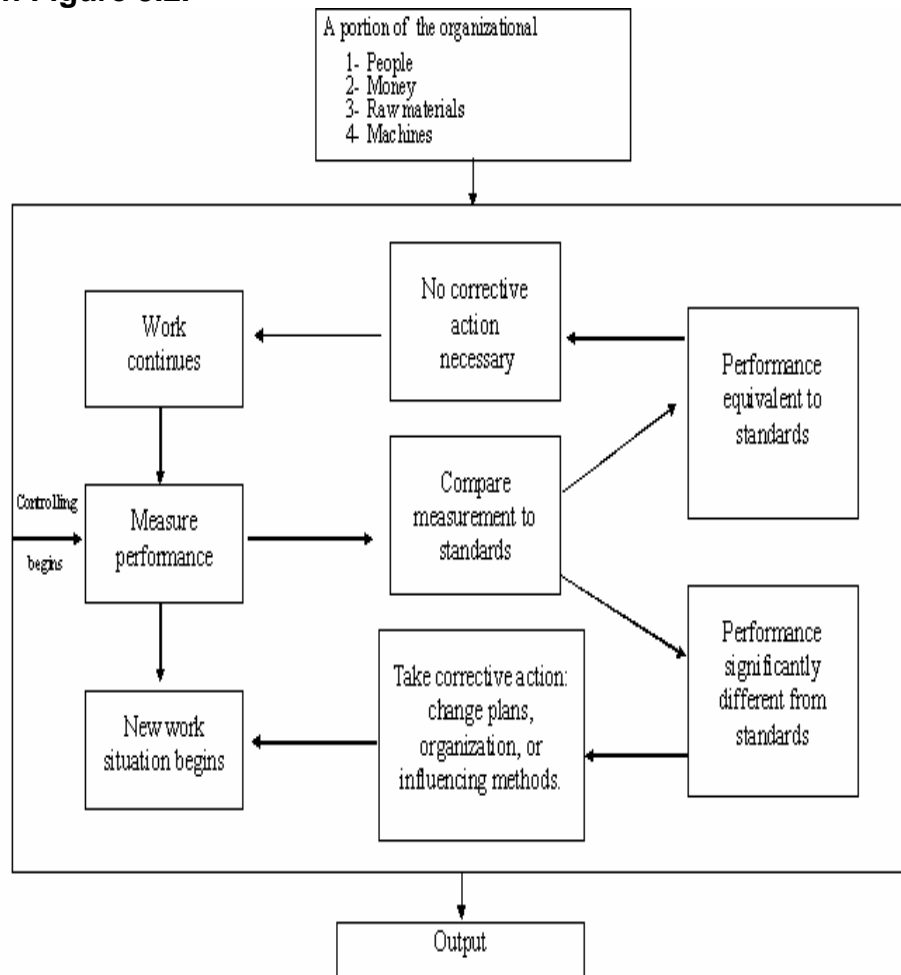 Figure
A portion of the organizational
1- People
2- Money
3- Raw materials
4- Machines
No corrective
action
necessary
Work
continues
Performance
equivalent to
standards
Controlling
begins
Measure
performance
Compare
measurement to
standards
Performance
significantly
different from
standards
Take corrective action:
change plans,
organization, or
influencing methods.
New work
situation begins
Output